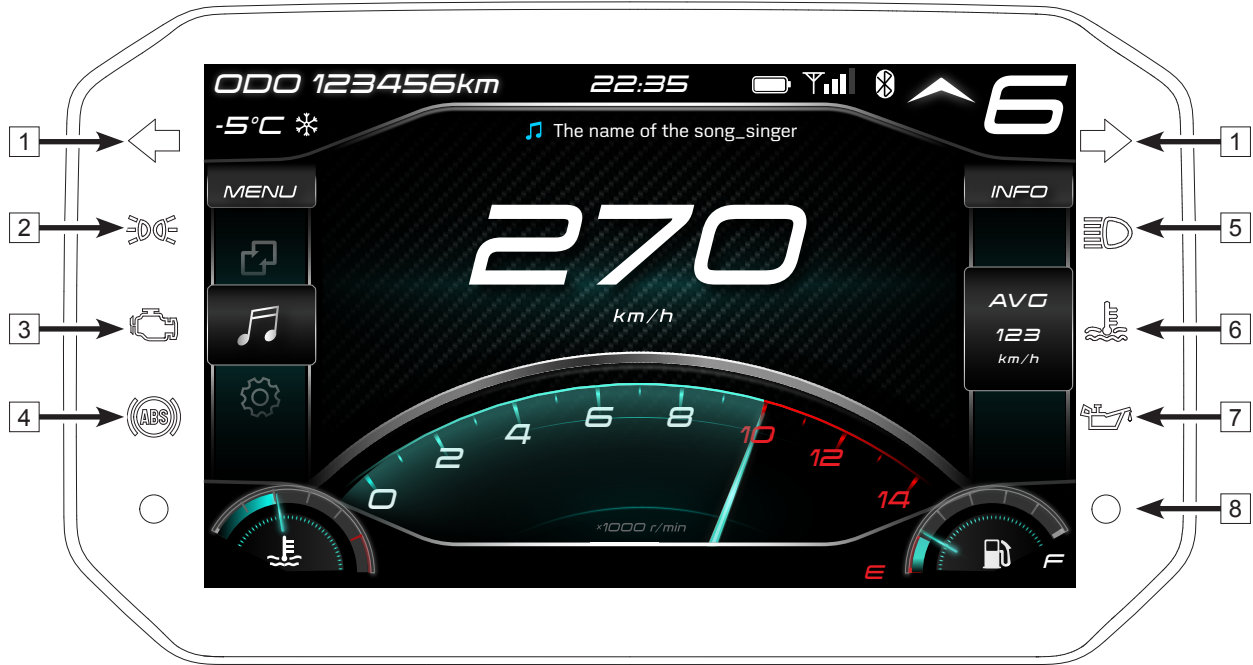 ODO 123456km 22:35 6
-5°C
The name of the song_singer
1 1
MENU INFO
2 5
270
km/h
AVG
123
km/h
3 6
4 ABS 7
0 2 4 6 8 10 12 14
×1000 r/min
8
E F